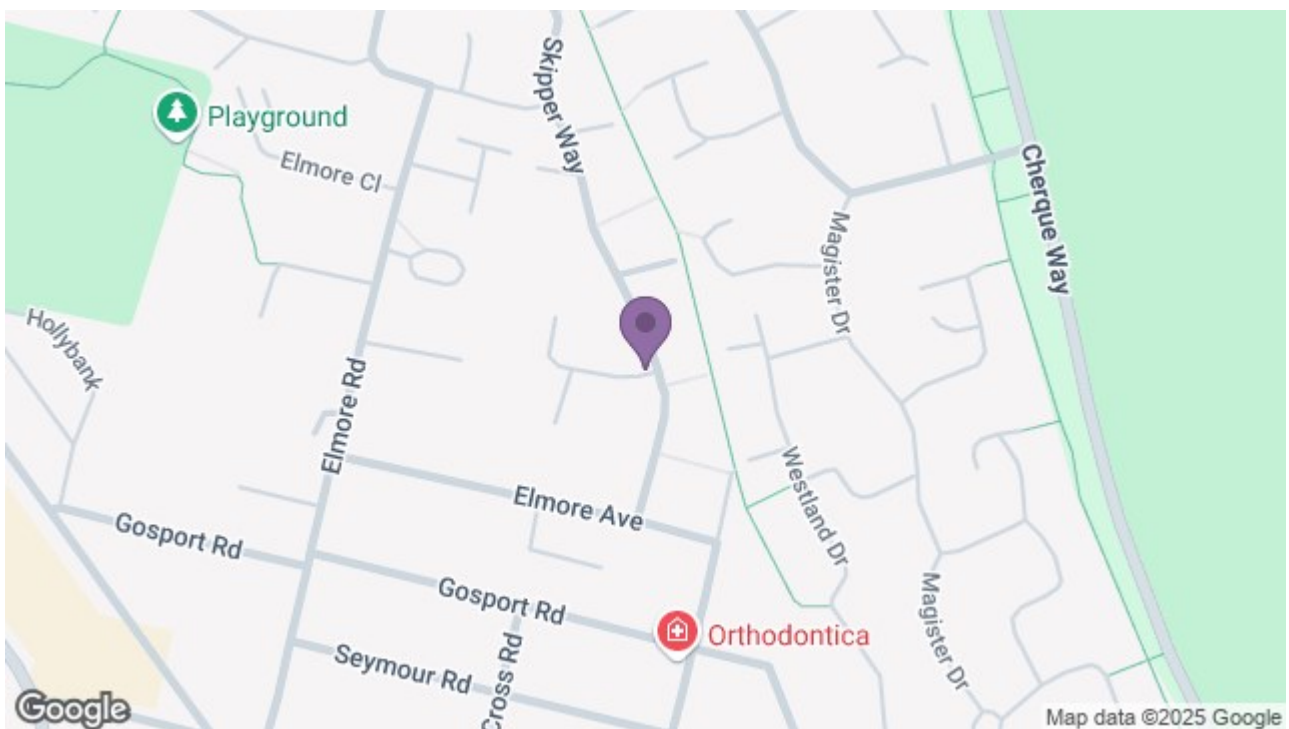 Skipper Way
Playground
Elmore Cl
Cherque Way
Magister Dr
Hollybank
Elmore Rd
Elmore Ave
Westland Dr
Gosport Rd
Gosport Rd
Magister Dr
Orthodontica
Seymour Rd
Cross Rd
Google
Map data ©2025 Google